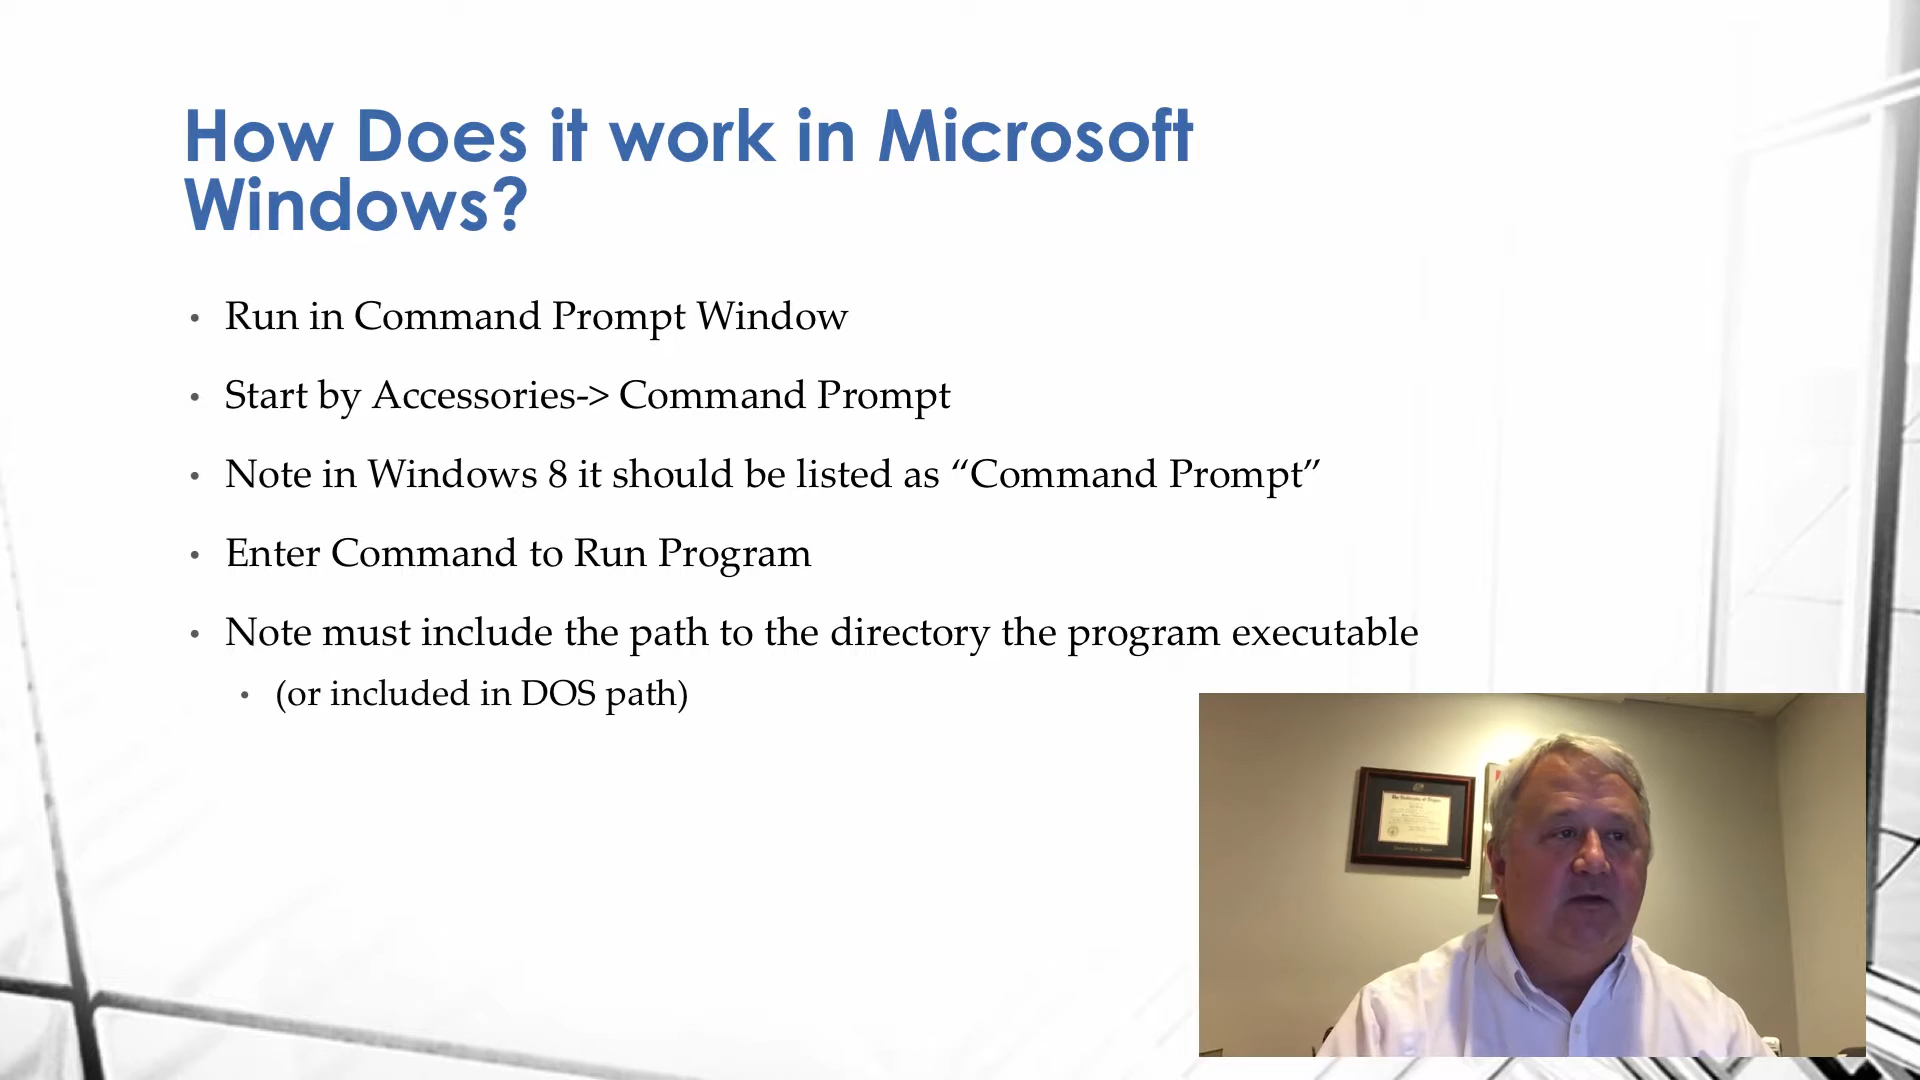 How Does it work in Microsoft
Windows?
• Run in Command Prompt Window
• Start by Accessories-> Command Prompt
• Note in Windows 8 it should be listed as “Command Prompt”
• Enter Command to Run Program
• Note must include the path to the directory the program executable
• (or included in DOS path)